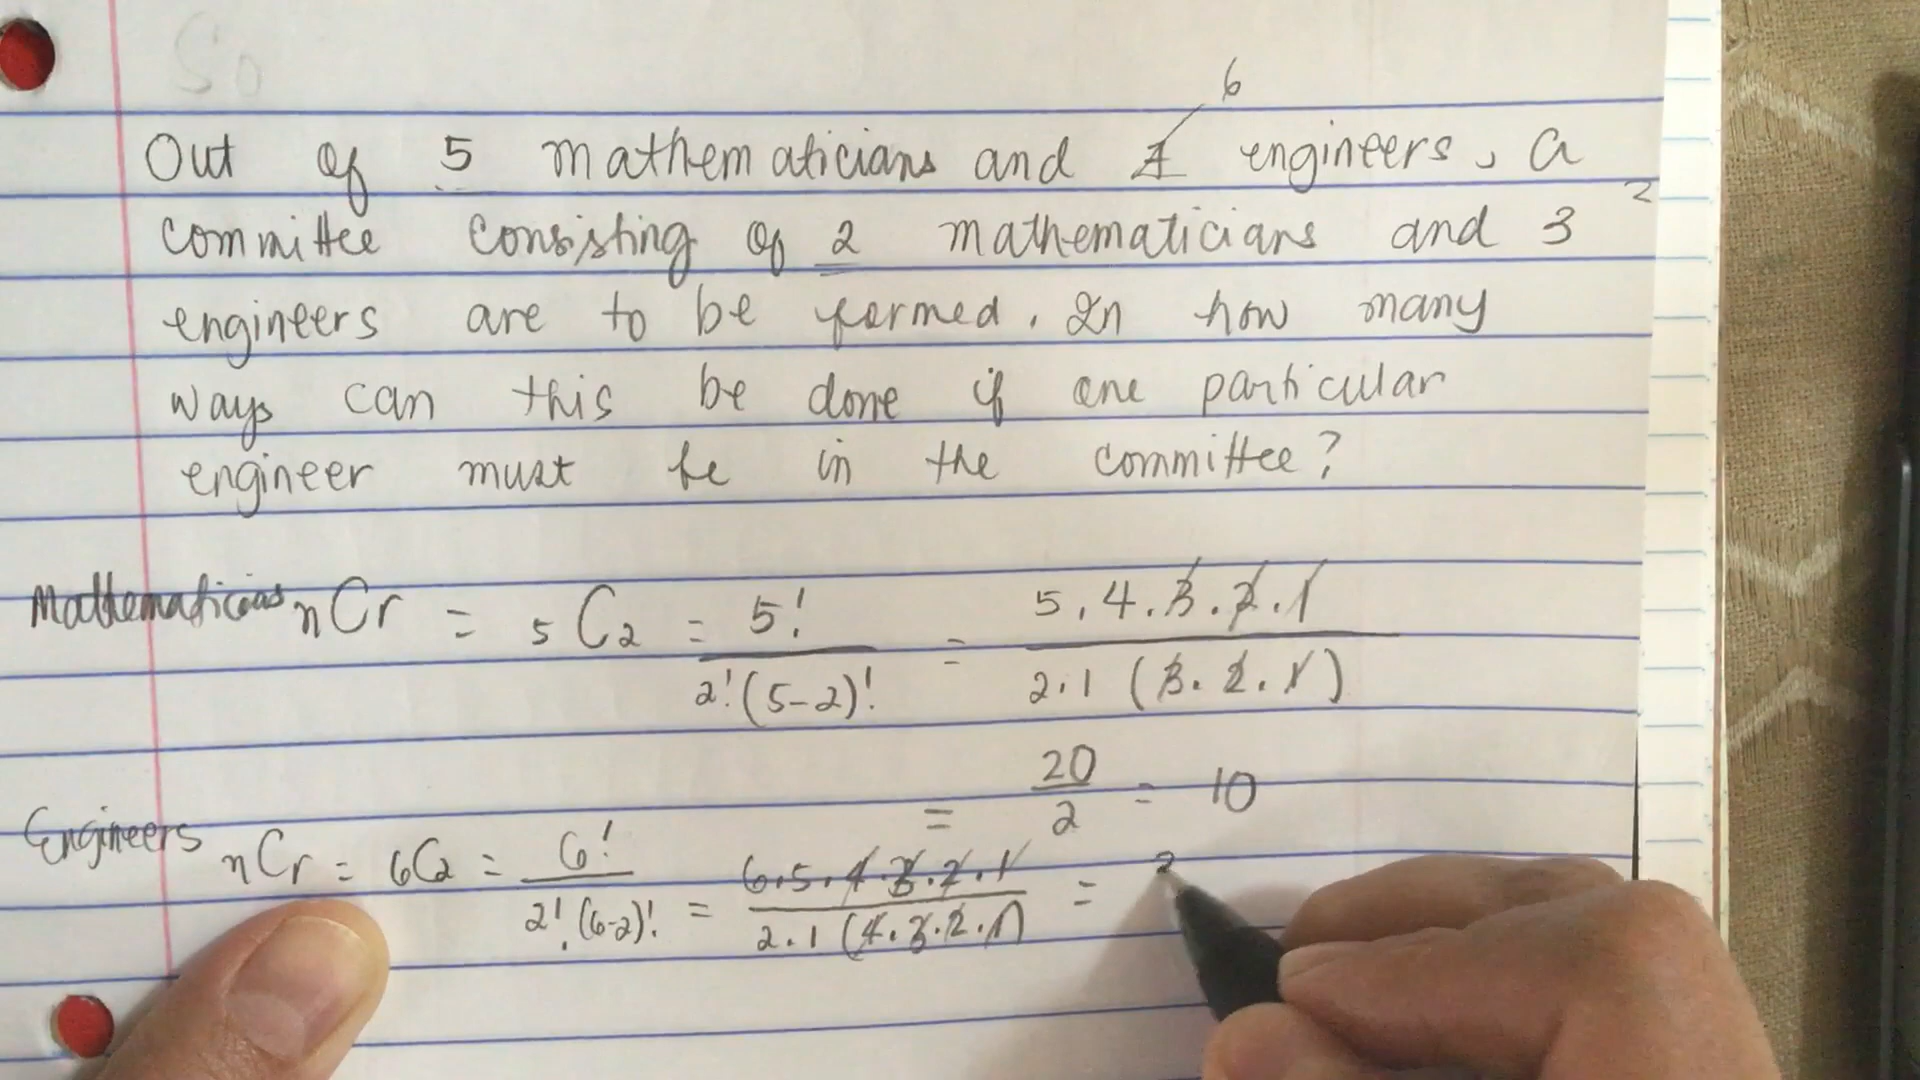 So
6
Out of 5 mathematicians and 7 engineers, a
2
committee consisting of 2 mathematicians and 3
engineers are to be formed. In how many
ways can this be done if one particular
engineer must be in the committee?
Mathematicians nCr = 5C2 = 5! / 2!(5-2)! = 5.4.3.2.1 / 2.1 (3.2.1)
= 20/2 = 10
Engineers nCr = 6C2 = 6! / 2!.(6-2)! = 6.5.4.3.2.1 / 2.1 (4.3.2.1) =